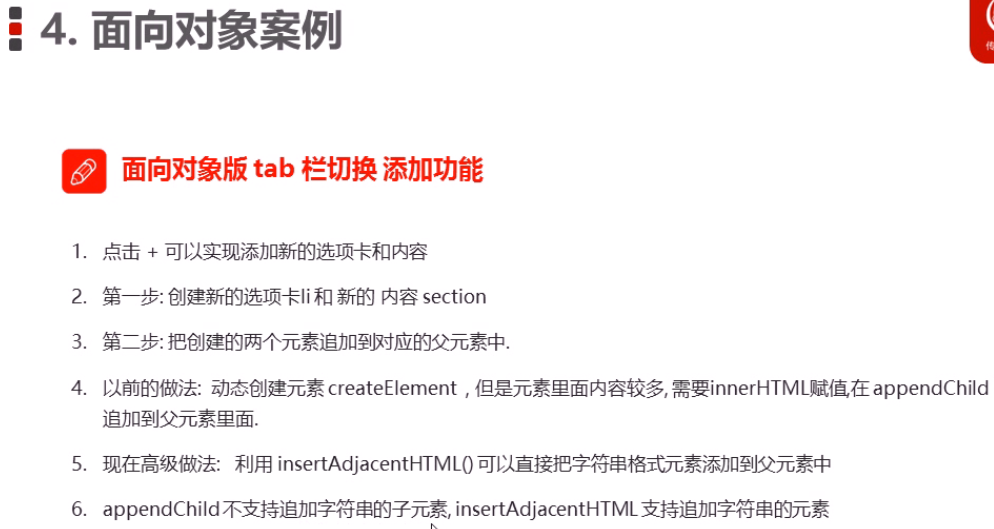 4. 面向对象案例
面向对象版 tab 栏切换 添加功能
1. 点击 + 可以实现添加新的选项卡和内容
2. 第一步: 创建新的选项卡li 和 新的 内容 section
3. 第二步: 把创建的两个元素追加到对应的父元素中.
4. 以前的做法: 动态创建元素 createElement , 但是元素里面内容较多, 需要innerHTML赋值,在 appendChild
追加到父元素里面.
5. 现在高级做法: 利用 insertAdjacentHTML() 可以直接把字符串格式元素添加到父元素中
6. appendChild 不支持追加字符串的子元素, insertAdjacentHTML 支持追加字符串的元素